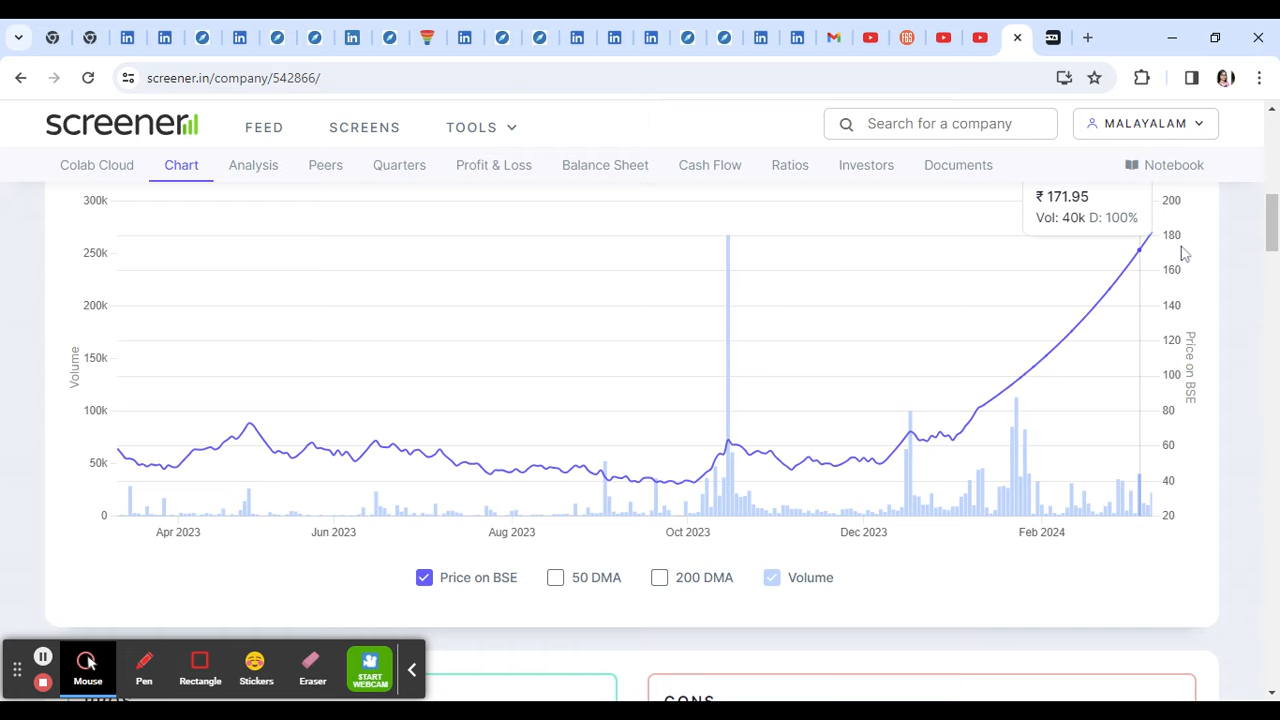 screener.in/company/542866/
screener
FEED
SCREENS
TOOLS
Search for a company
MALAYALAM
Colab Cloud
Chart
Analysis
Peers
Quarters
Profit & Loss
Balance Sheet
Cash Flow
Ratios
Investors
Documents
Notebook
₹ 171.95
Vol: 40k D: 100%
300k
250k
200k
150k
100k
50k
0
Volume
200
180
160
140
120
100
80
60
40
20
Price on BSE
Apr 2023
Jun 2023
Aug 2023
Oct 2023
Dec 2023
Feb 2024
Price on BSE
50 DMA
200 DMA
Volume
Mouse
Pen
Rectangle
Stickers
Eraser
START
WEBCAM
CONS